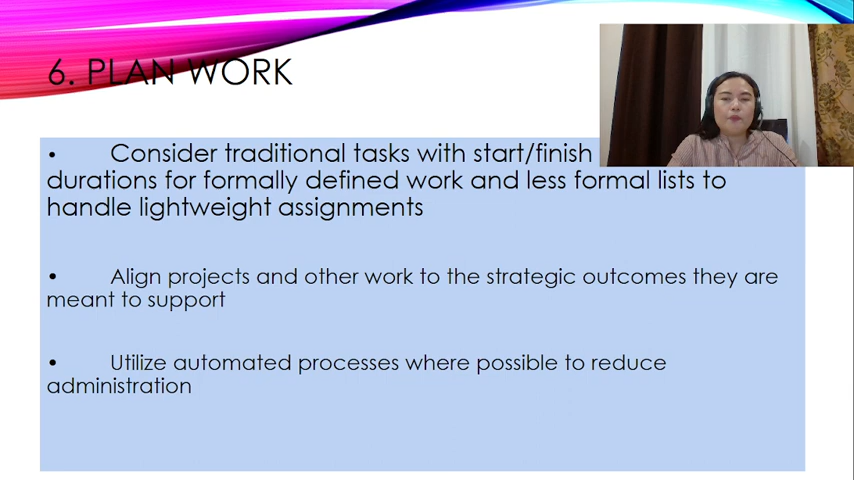 6. PLAN WORK
• Consider traditional tasks with start/finish
durations for formally defined work and less formal lists to
handle lightweight assignments
• Align projects and other work to the strategic outcomes they are
meant to support
• Utilize automated processes where possible to reduce
administration